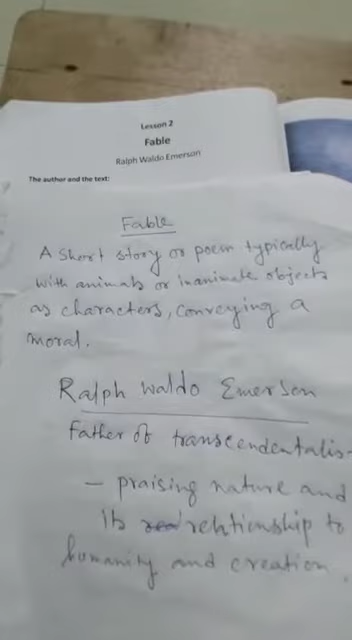 Lesson 2
Fable
Ralph Waldo Emerson
The author and the text:
Fable
A short story or poem typically
with animals or inanimate objects
as characters, conveying a
moral.
Ralph Waldo Emerson
Father of transcendentalis-
– praising nature and
its relationship to
humanity and creation.